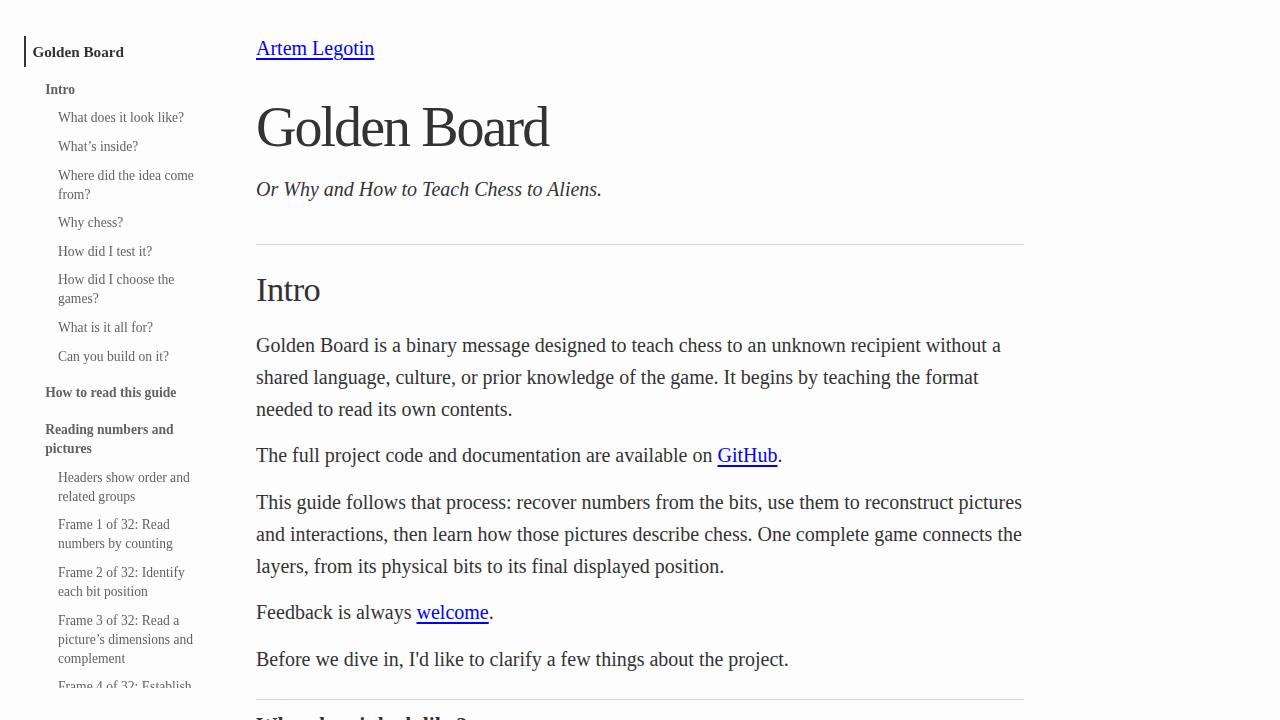 Golden Board
Intro
What does it look like?
What’s inside?
Where did the idea come
from?
Why chess?
How did I test it?
How did I choose the
games?
What is it all for?
Can you build on it?
How to read this guide
Reading numbers and
pictures
Headers show order and
related groups
Frame 1 of 32: Read
numbers by counting
Frame 2 of 32: Identify
each bit position
Frame 3 of 32: Read a
picture’s dimensions and
complement
Frame 4 of 32: Establish
Artem Legotin
Golden Board
Or Why and How to Teach Chess to Aliens.
Intro
Golden Board is a binary message designed to teach chess to an unknown recipient without a
shared language, culture, or prior knowledge of the game. It begins by teaching the format
needed to read its own contents.
The full project code and documentation are available on GitHub.
This guide follows that process: recover numbers from the bits, use them to reconstruct pictures
and interactions, then learn how those pictures describe chess. One complete game connects the
layers, from its physical bits to its final displayed position.
Feedback is always welcome.
Before we dive in, I'd like to clarify a few things about the project.
What does it look like?